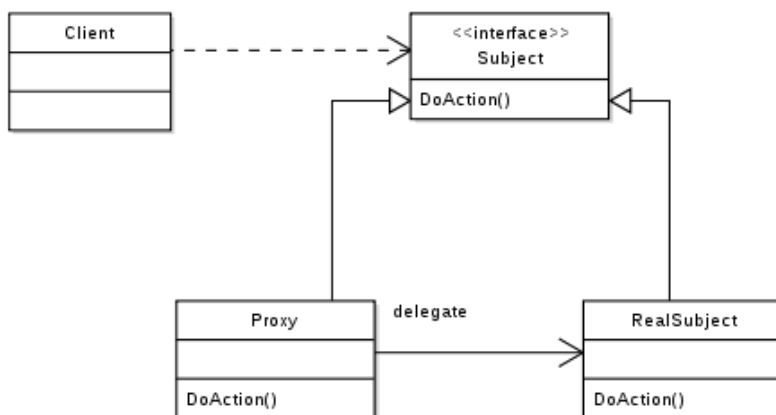 Client
<<interface>>
Subject
DoAction()
Proxy
delegate
RealSubject
DoAction()
DoAction()